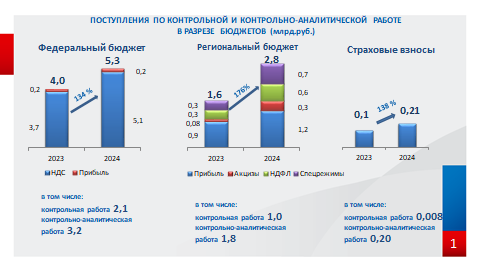 ПОСТУПЛЕНИЯ ПО КОНТРОЛЬНОЙ И КОНТРОЛЬНО-АНАЛИТИЧЕСКОЙ РАБОТЕ
В РАЗРЕЗЕ БЮДЖЕТОВ (млрд.руб.)
Федеральный бюджет
4,0
5,3
134 %
0,2
0,2
3,7
5,1
2023
2024
НДС
Прибыль
в том числе:
контрольная работа 2,1
контрольно-аналитическая
работа 3,2
Региональный бюджет
1,6
2,8
176%
0,3
0,3
0,08
0,9
0,7
0,6
0,3
1,2
2023
2024
Прибыль
Акцизы
НДФЛ
Спецрежимы
в том числе:
контрольная работа 1,0
контрольно-аналитическая
работа 1,8
Страховые взносы
0,1
0,21
138 %
2023
2024
в том числе:
контрольная работа 0,008
контрольно-аналитическая
работа 0,20
1